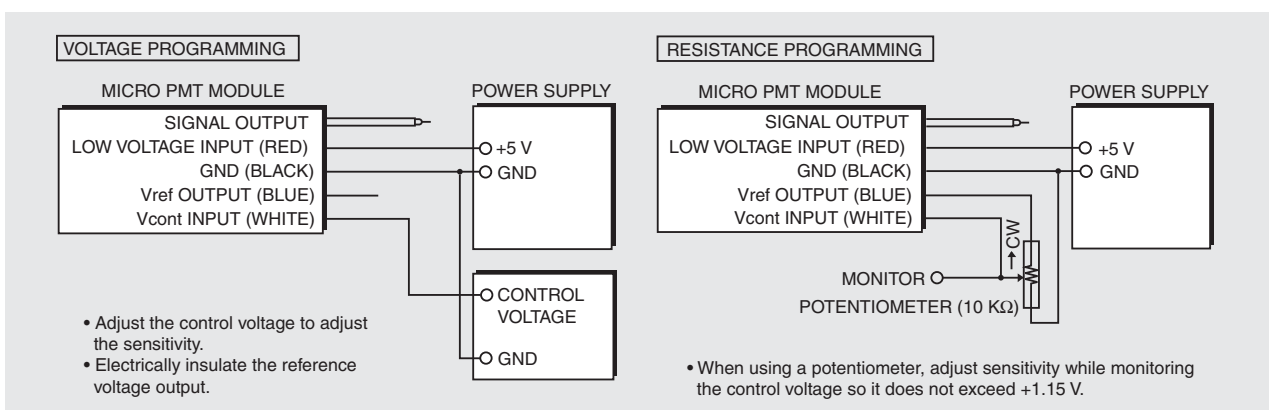 VOLTAGE PROGRAMMING
MICRO PMT MODULE
POWER SUPPLY
SIGNAL OUTPUT
LOW VOLTAGE INPUT (RED)
GND (BLACK)
Vref OUTPUT (BLUE)
Vcont INPUT (WHITE)
+5 V
GND
CONTROL
VOLTAGE
GND
• Adjust the control voltage to adjust
the sensitivity.
• Electrically insulate the reference
voltage output.
RESISTANCE PROGRAMMING
MICRO PMT MODULE
POWER SUPPLY
SIGNAL OUTPUT
LOW VOLTAGE INPUT (RED)
GND (BLACK)
Vref OUTPUT (BLUE)
Vcont INPUT (WHITE)
+5 V
GND
CW
MONITOR
POTENTIOMETER (10 KΩ)
• When using a potentiometer, adjust sensitivity while monitoring
the control voltage so it does not exceed +1.15 V.